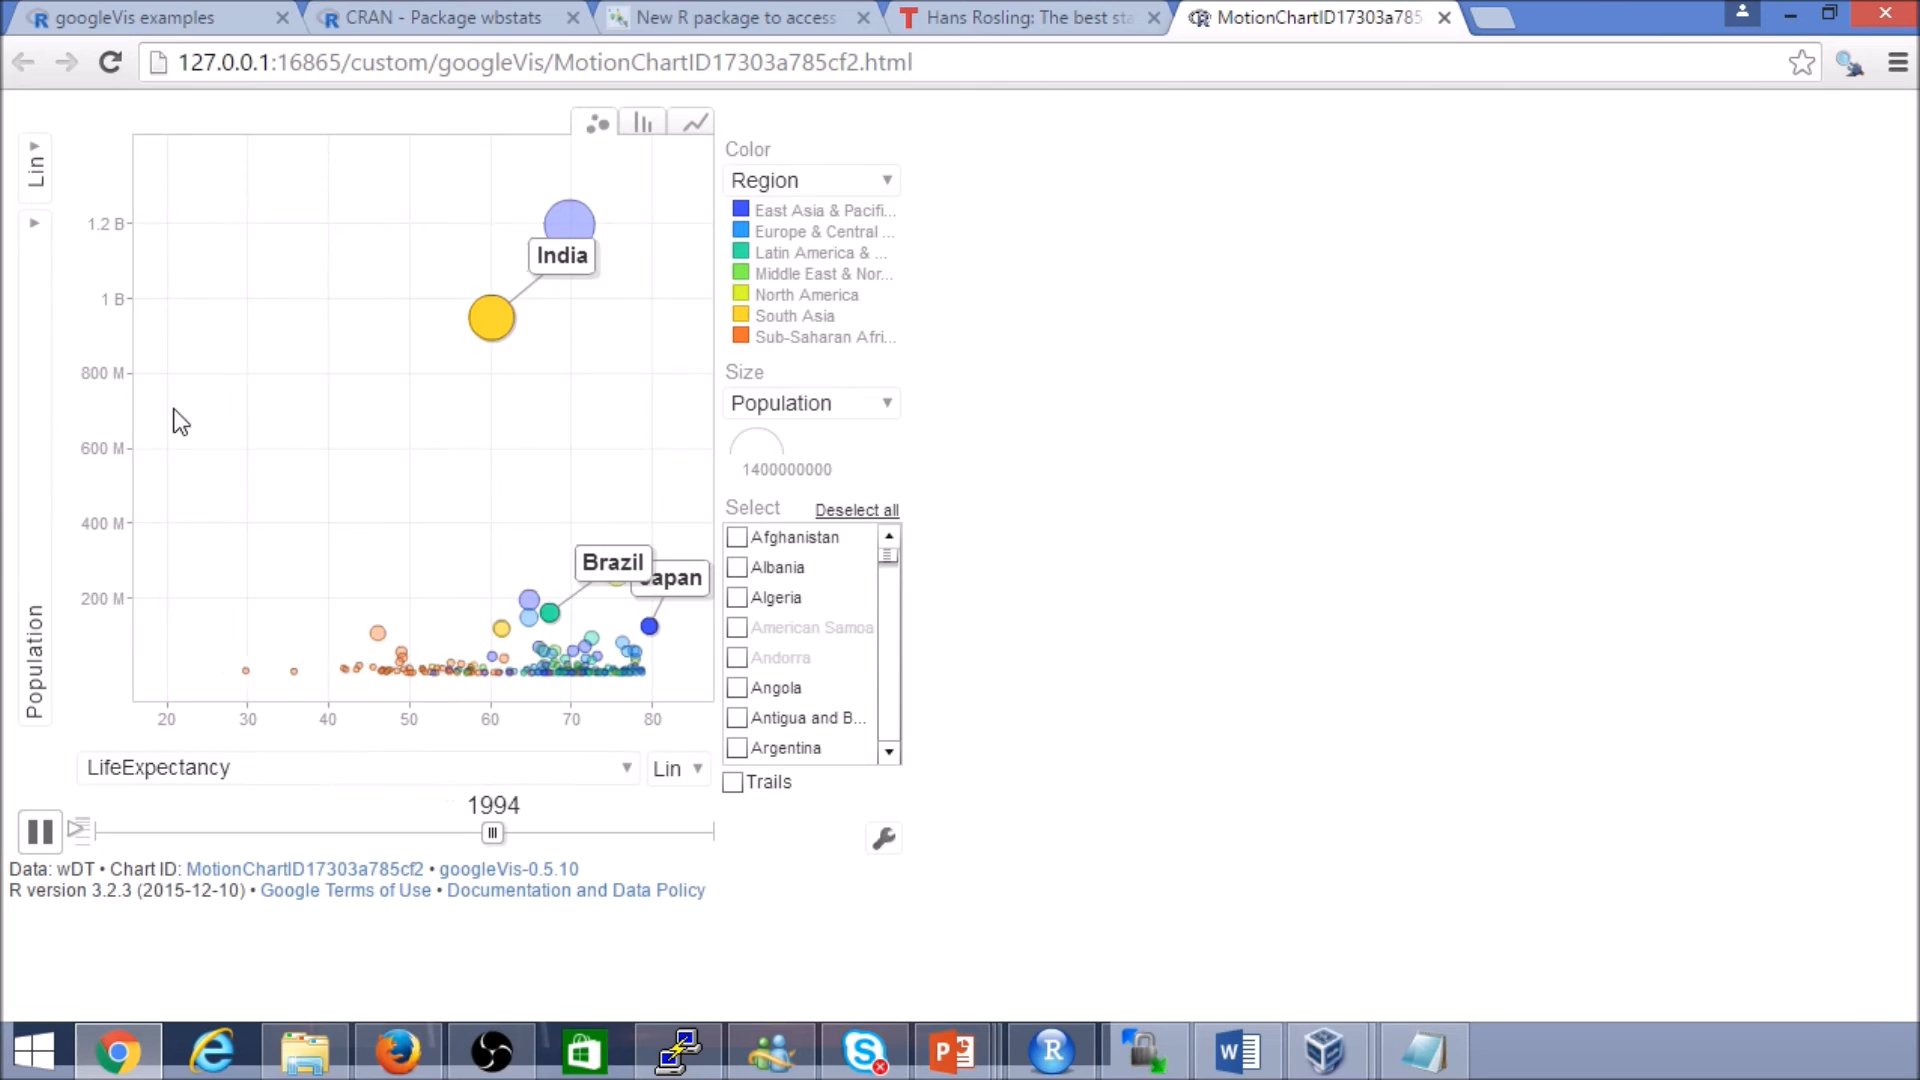 googleVis examples
CRAN - Package wbstats
New R package to access
Hans Rosling: The best sta
MotionChartID17303a785
127.0.0.1:16865/custom/googleVis/MotionChartID17303a785cf2.html
Lin
Population
1.2 B
1 B
800 M
600 M
400 M
200 M
India
Brazil
Japan
20 30 40 50 60 70 80
LifeExpectancy
Lin
1994
Color
Region
East Asia & Pacifi...
Europe & Central ...
Latin America & ...
Middle East & Nor...
North America
South Asia
Sub-Saharan Afri...
Size
Population
1400000000
Select Deselect all
Afghanistan
Albania
Algeria
American Samoa
Andorra
Angola
Antigua and B...
Argentina
Trails
Data: wDT • Chart ID: MotionChartID17303a785cf2 • googleVis-0.5.10
R version 3.2.3 (2015-12-10) • Google Terms of Use • Documentation and Data Policy